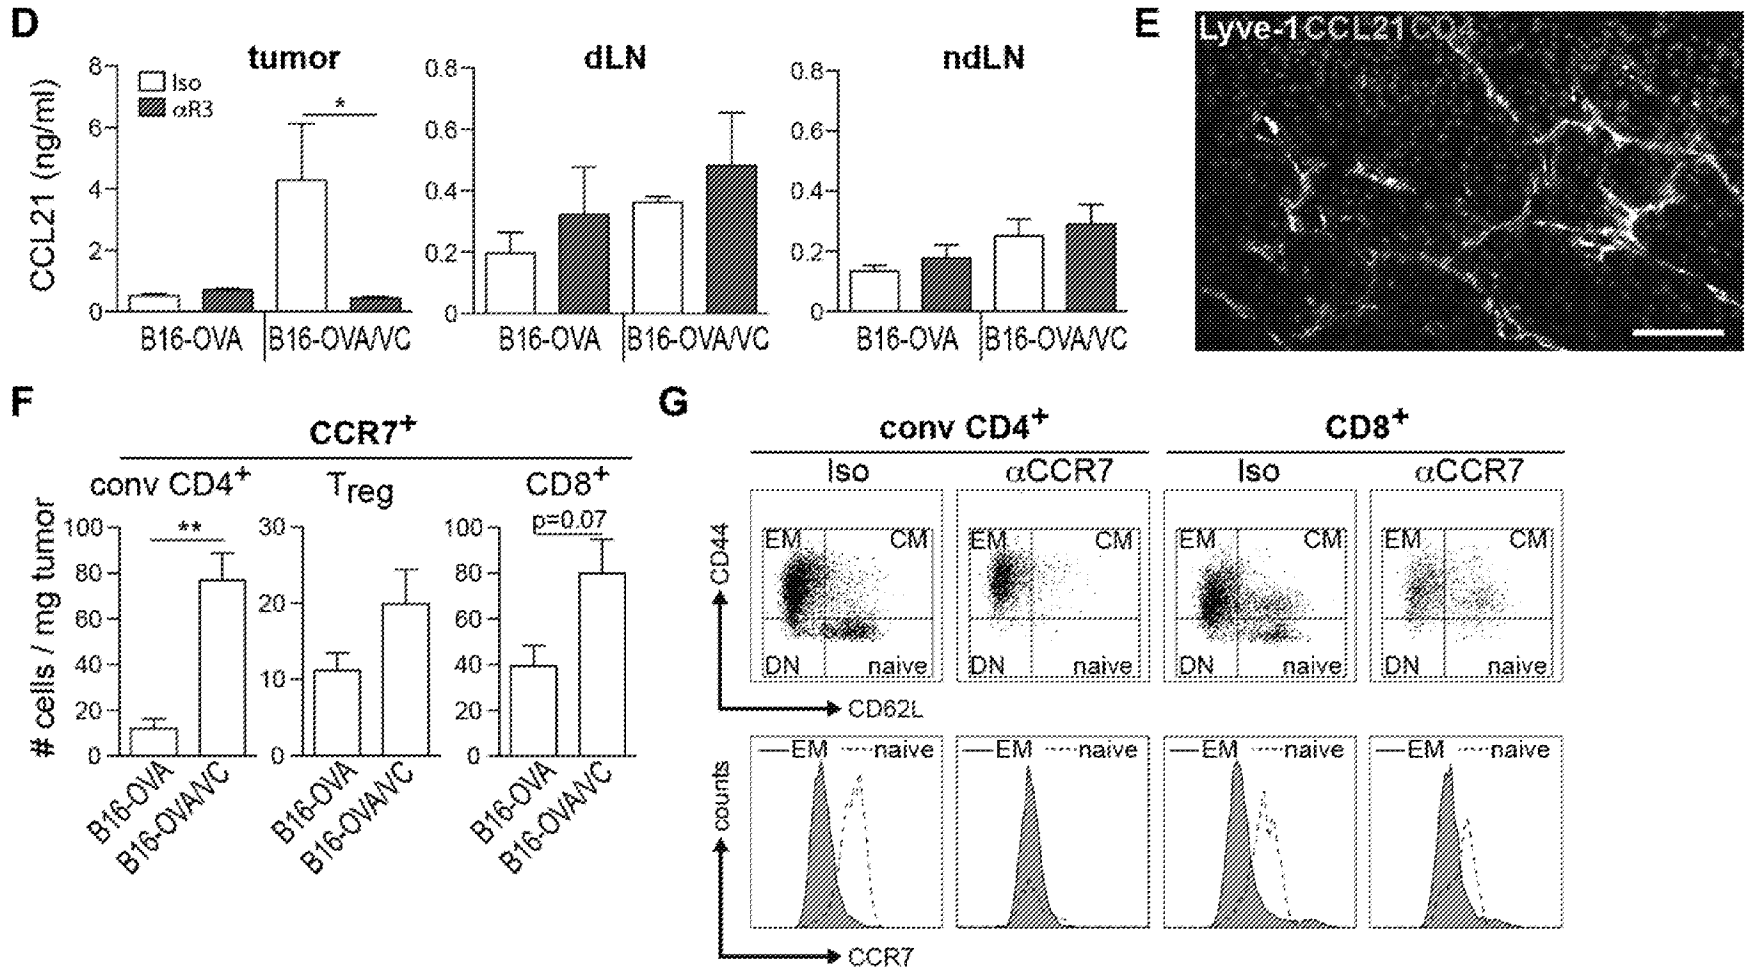 D
tumor
dLN
ndLN
CCL21 (ng/ml)
8
6
4
2
0
Iso
αR3
*
B16-OVA
B16-OVA/VC
0.8
0.6
0.4
0.2
0
B16-OVA
B16-OVA/VC
0.8
0.6
0.4
0.2
0
B16-OVA
B16-OVA/VC
E
Lyve-1 CCL21 CD4
F
CCR7+
conv CD4+
Treg
CD8+
# cells / mg tumor
100
80
60
40
20
0
**
B16-OVA
B16-OVA/VC
30
20
10
0
B16-OVA
B16-OVA/VC
100
80
60
40
20
0
p=0.07
B16-OVA
B16-OVA/VC
G
conv CD4+
CD8+
Iso
αCCR7
Iso
αCCR7
CD44
EM
CM
DN
naive
EM
CM
DN
naive
EM
CM
DN
naive
EM
CM
DN
naive
CD62L
counts
EM
naive
EM
naive
EM
naive
EM
naive
CCR7